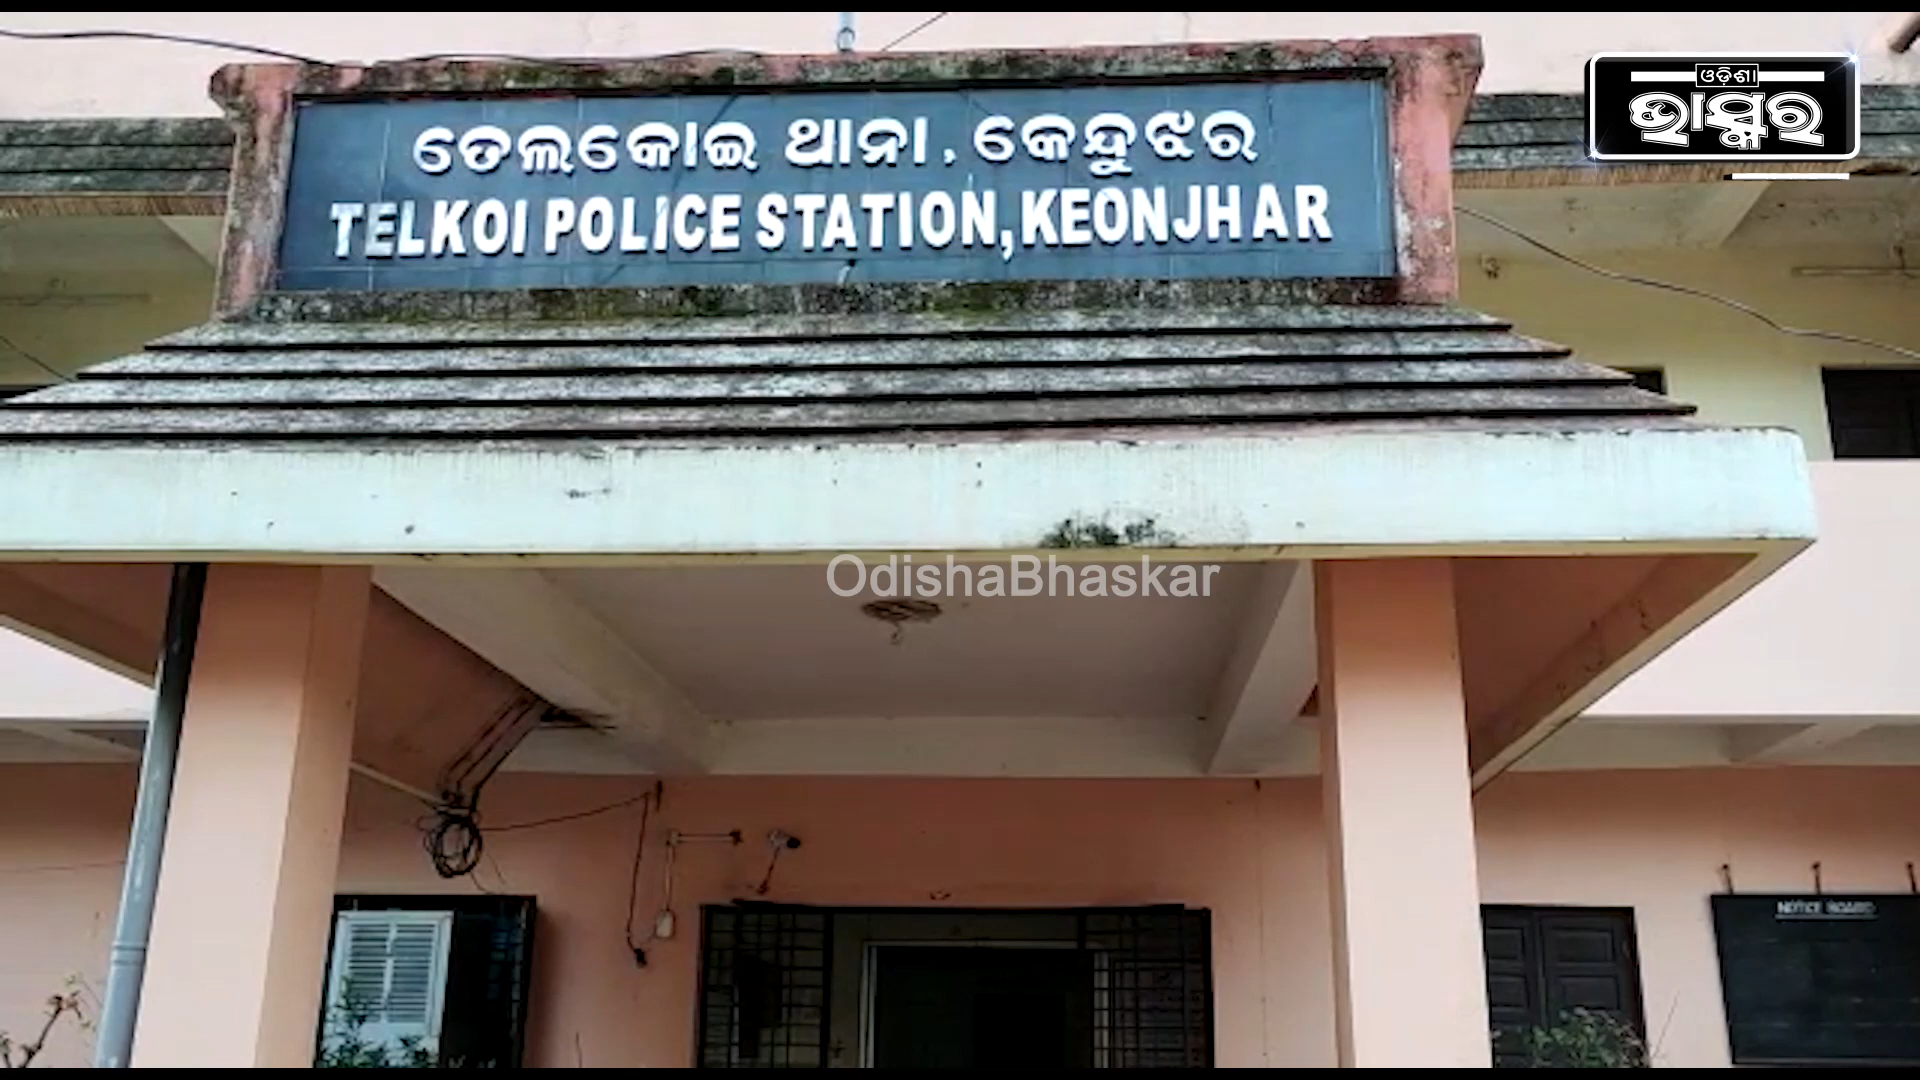 ଓଡ଼ିଶା
ଭାସ୍କର
ତେଲକୋଇ ଥାନା, କେନ୍ଦୁଝର
TELKOI POLICE STATION,KEONJHAR
OdishaBhaskar
NOTICE BOARD